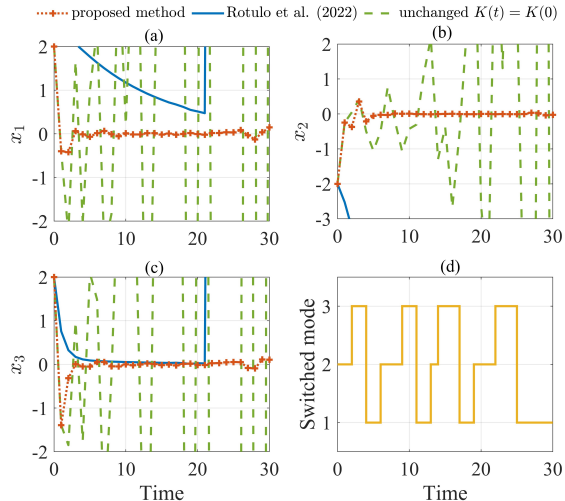 proposed method Rotulo et al. (2022) unchanged K(t) = K(0)
(a)
2
1
0
-1
-2
x₁
0 10 20 30
(b)
2
1
0
-1
-2
-3
x₂
0 10 20 30
(c)
2
1
0
-1
-2
x₃
0 10 20 30
Time
(d)
3
2
1
Switched mode
0 10 20 30
Time